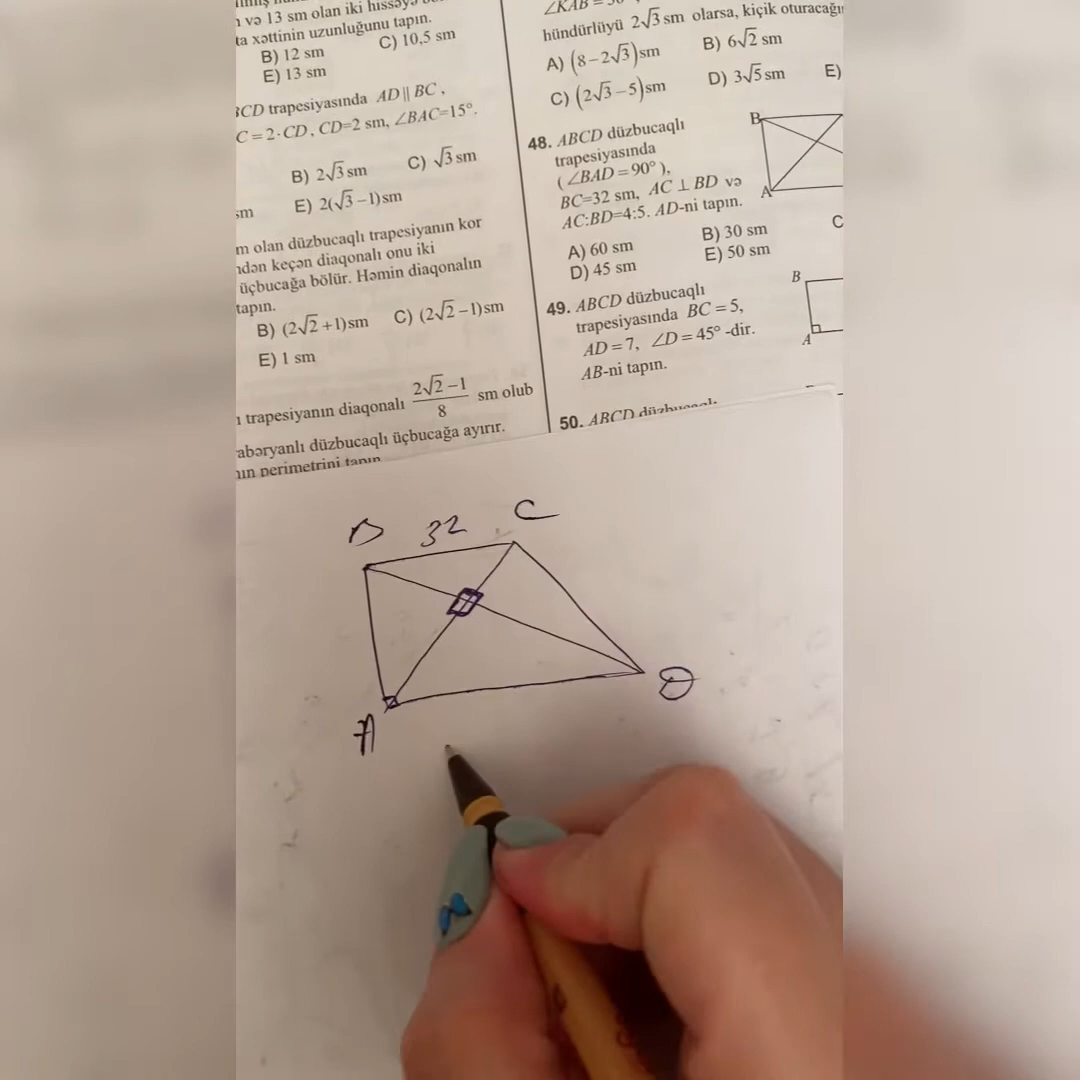 və 13 sm olan iki hissəyə
xəttinin uzunluğunu tapın.
B) 12 sm C) 10,5 sm
E) 13 sm
BCD trapesiyasında AD || BC,
C = 2·CD, CD=2 sm, ∠BAC=15°.
B) 2√3 sm C) √3 sm
sm E) 2(√3 −1)sm
m olan düzbucaqlı trapesiyanın kor
ndən keçən diaqonalı onu iki
üçbucağa bölür. Həmin diaqonalın
tapın.
B) (2√2 +1)sm C) (2√2 −1)sm
E) 1 sm
trapesiyanın diaqonalı (2√2 −1)/8 sm olub
abəryanlı düzbucaqlı üçbucağa ayırır.
ın perimetrini tapın
∠KAB =
hündürlüyü 2√3 sm olarsa, kiçik oturacağı
A) (8−2√3)sm B) 6√2 sm
C) (2√3 −5)sm D) 3√5 sm E)
48. ABCD düzbucaqlı
trapesiyasında
(∠BAD = 90°),
BC=32 sm, AC ⊥ BD və
AC:BD=4:5. AD-ni tapın.
A) 60 sm B) 30 sm C
D) 45 sm E) 50 sm
B
A
49. ABCD düzbucaqlı
trapesiyasında BC = 5,
AD = 7, ∠D = 45° -dir.
AB-ni tapın.
B
A
50. ABCD düzbucaqlı
B 32 C
A D